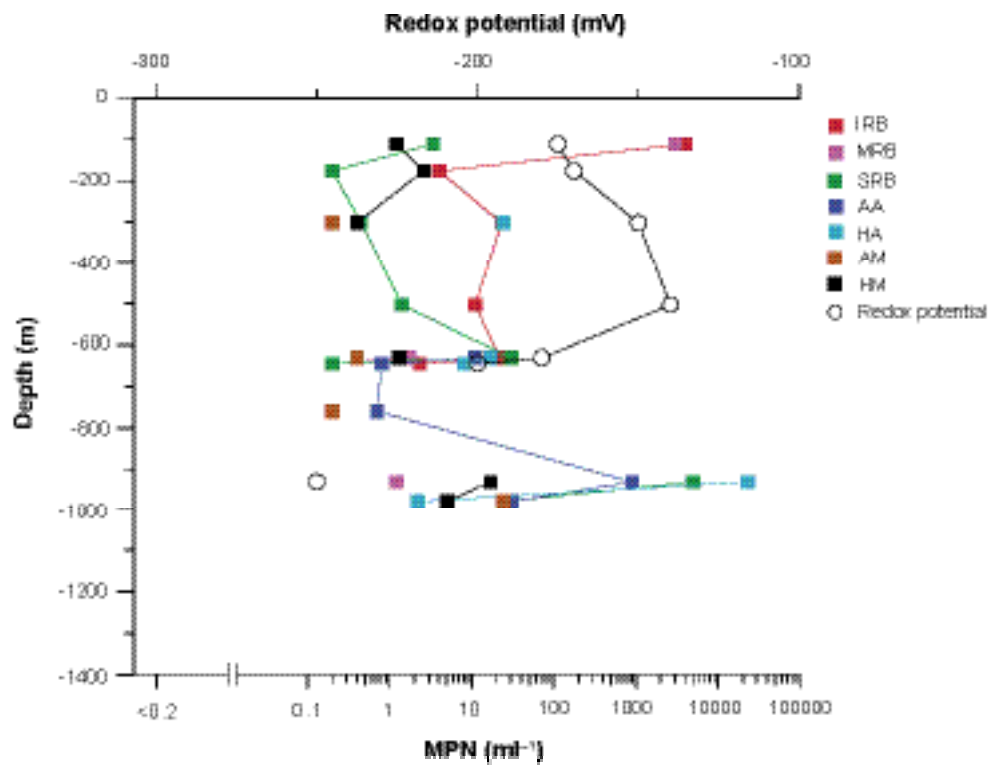 Redox potential (mV)
-300 -200 -100
0
-200
-400
-600
-800
-1000
-1200
-1400
Depth (m)
IRB
MRB
SRB
AA
HA
AM
HM
Redox potential
<0.2 0.1 1 10 100 1000 10000 100000
MPN (ml⁻¹)